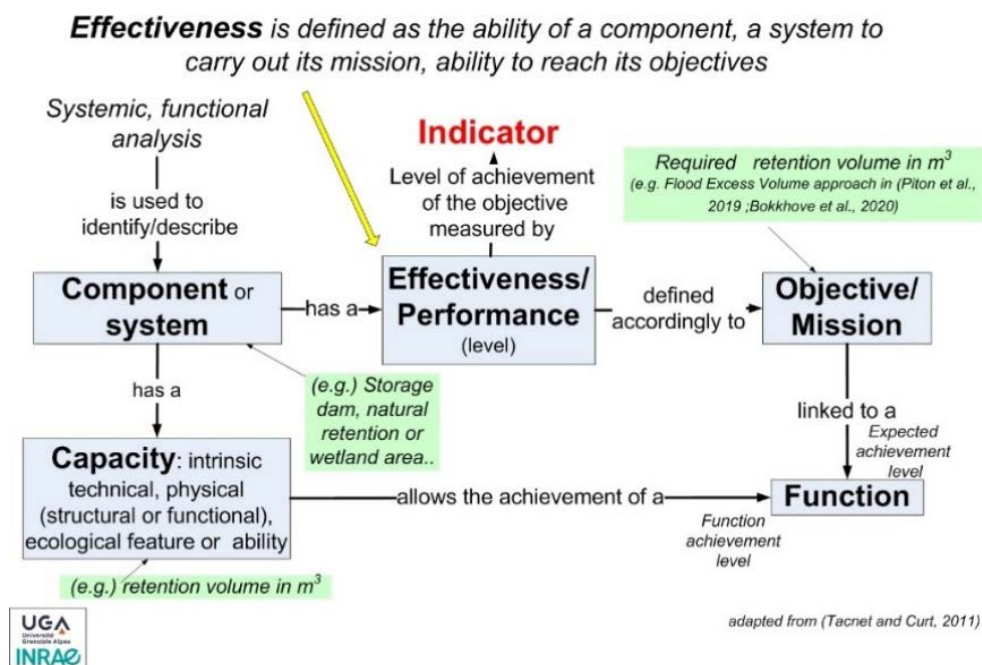 Effectiveness is defined as the ability of a component, a system to
carry out its mission, ability to reach its objectives
Systemic, functional
analysis
is used to
identify/describe
Component or
system
has a
Indicator
Level of achievement
of the objective
measured by
Effectiveness/
Performance
(level)
defined
accordingly to
Required retention volume in m³
(e.g. Flood Excess Volume approach in (Piton et al.,
2019 ;Bokkhove et al., 2020)
Objective/
Mission
has a
(e.g.) Storage
dam, natural
retention or
wetland area..
linked to a
Expected
achievement
level
Capacity: intrinsic
technical, physical
(structural or functional),
ecological feature or ability
allows the achievement of a
Function
Function
achievement
level
(e.g.) retention volume in m³
UGA
Université
Grenoble Alpes
INRAE
adapted from (Tacnet and Curt, 2011)